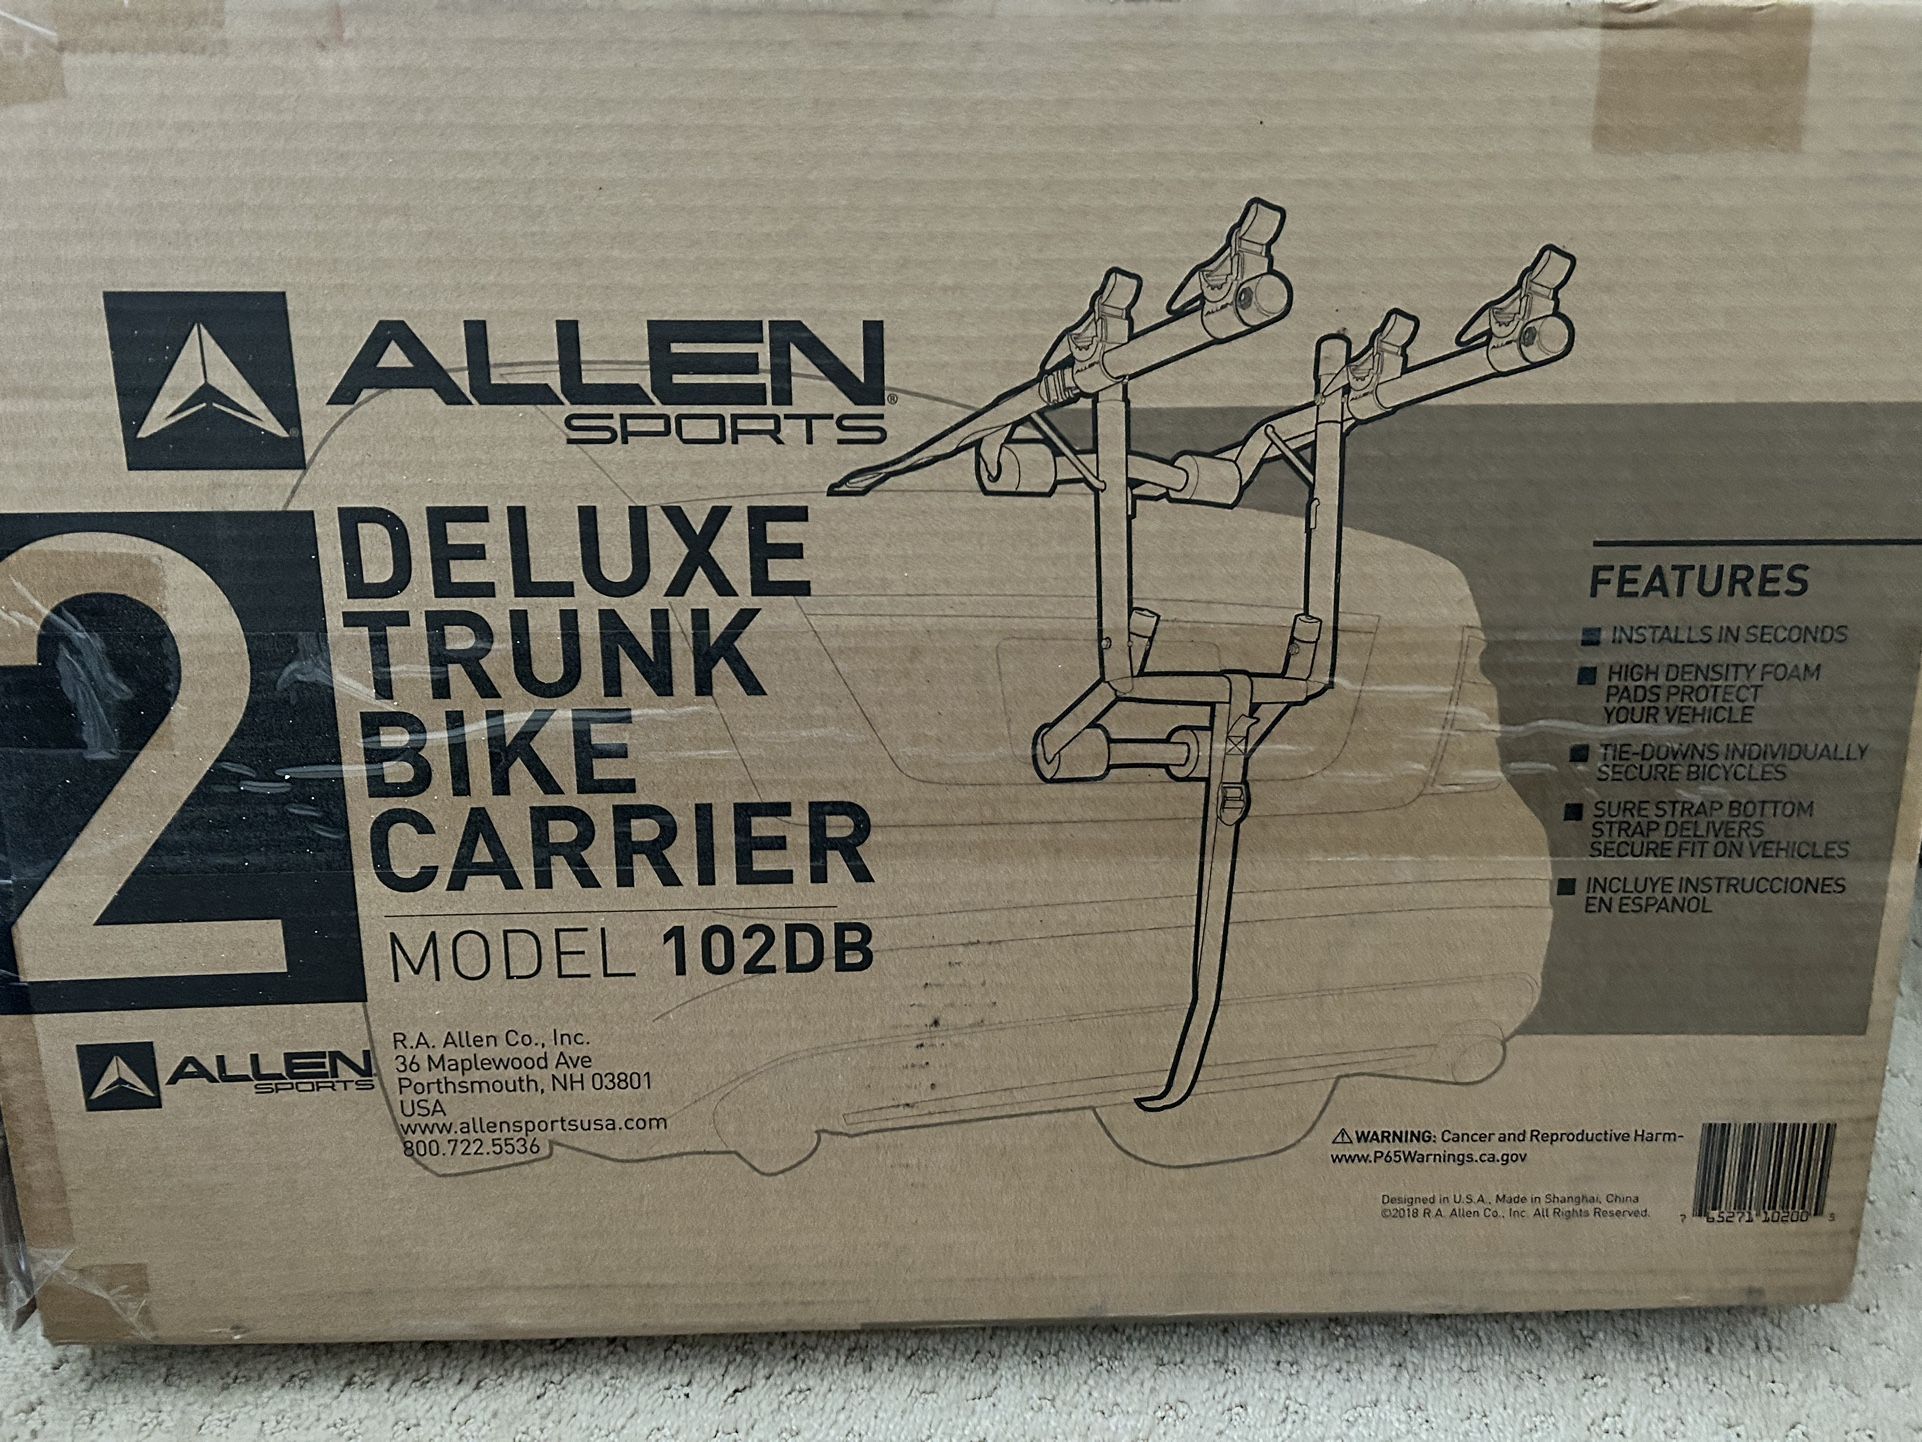 ALLEN®
SPORTS
2
DELUXE
TRUNK
BIKE
CARRIER
MODEL 102DB
ALLEN
SPORTS
R.A. Allen Co., Inc.
36 Maplewood Ave
Porthsmouth, NH 03801
USA
www.allensportsusa.com
800.722.5536
FEATURES
INSTALLS IN SECONDS
HIGH DENSITY FOAM
PADS PROTECT
YOUR VEHICLE
TIE-DOWNS INDIVIDUALLY
SECURE BICYCLES
SURE STRAP BOTTOM
STRAP DELIVERS
SECURE FIT ON VEHICLES
INCLUYE INSTRUCCIONES
EN ESPANOL
⚠WARNING: Cancer and Reproductive Harm-
www.P65Warnings.ca.gov
Designed in U.S.A., Made in Shanghai, China
©2018 R.A. Allen Co., Inc. All Rights Reserved.
7 65271 10200 5